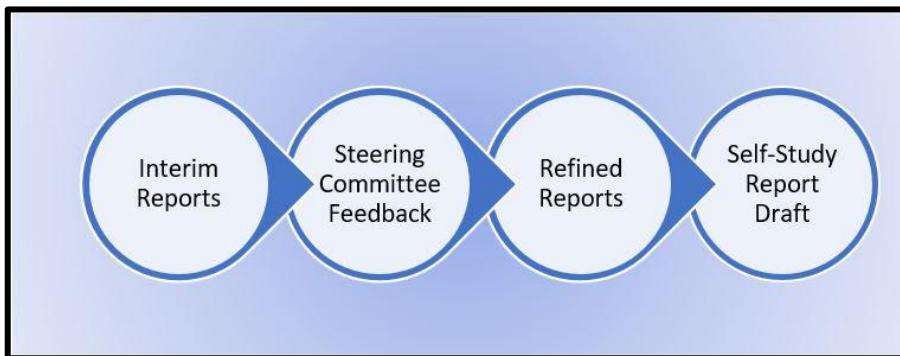 Interim
Reports
Steering
Committee
Feedback
Refined
Reports
Self-Study
Report
Draft